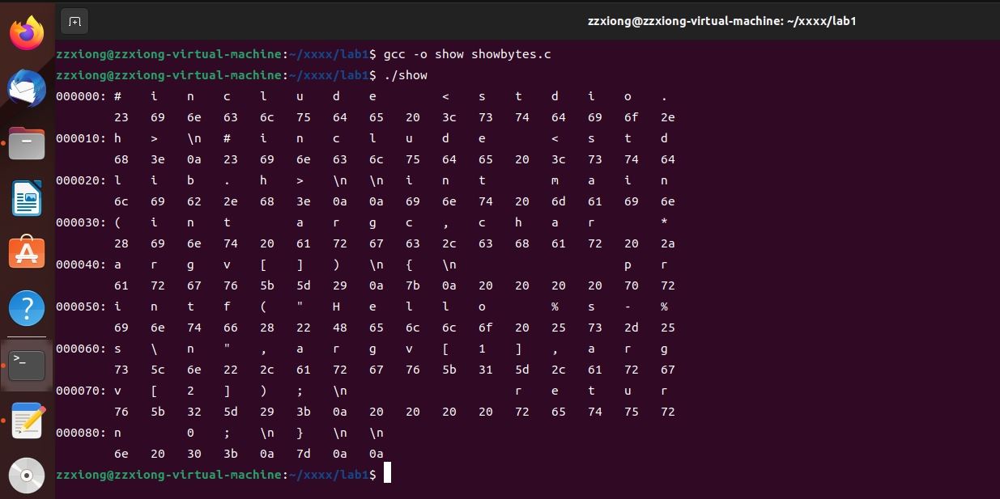 zzxiong@zzxiong-virtual-machine: ~/xxxx/lab1
zzxiong@zzxiong-virtual-machine:~/xxxx/lab1$ gcc -o show showbytes.c
zzxiong@zzxiong-virtual-machine:~/xxxx/lab1$ ./show
000000: # i n c l u d e < s t d i o .
23 69 6e 63 6c 75 64 65 20 3c 73 74 64 69 6f 2e
000010: h > \n # i n c l u d e < s t d
68 3e 0a 23 69 6e 63 6c 75 64 65 20 3c 73 74 64
000020: l i b . h > \n \n i n t m a i n
6c 69 62 2e 68 3e 0a 0a 69 6e 74 20 6d 61 69 6e
000030: ( i n t a r g c , c h a r *
28 69 6e 74 20 61 72 67 63 2c 63 68 61 72 20 2a
000040: a r g v [ ] ) \n { \n p r
61 72 67 76 5b 5d 29 0a 7b 0a 20 20 20 20 70 72
000050: i n t f ( " H e l l o % s - %
69 6e 74 66 28 22 48 65 6c 6c 6f 20 25 73 2d 25
000060: s \ n " , a r g v [ 1 ] , a r g
73 5c 6e 22 2c 61 72 67 76 5b 31 5d 2c 61 72 67
000070: v [ 2 ] ) ; \n r e t u r
76 5b 32 5d 29 3b 0a 20 20 20 20 72 65 74 75 72
000080: n 0 ; \n } \n \n
6e 20 30 3b 0a 7d 0a 0a
zzxiong@zzxiong-virtual-machine:~/xxxx/lab1$